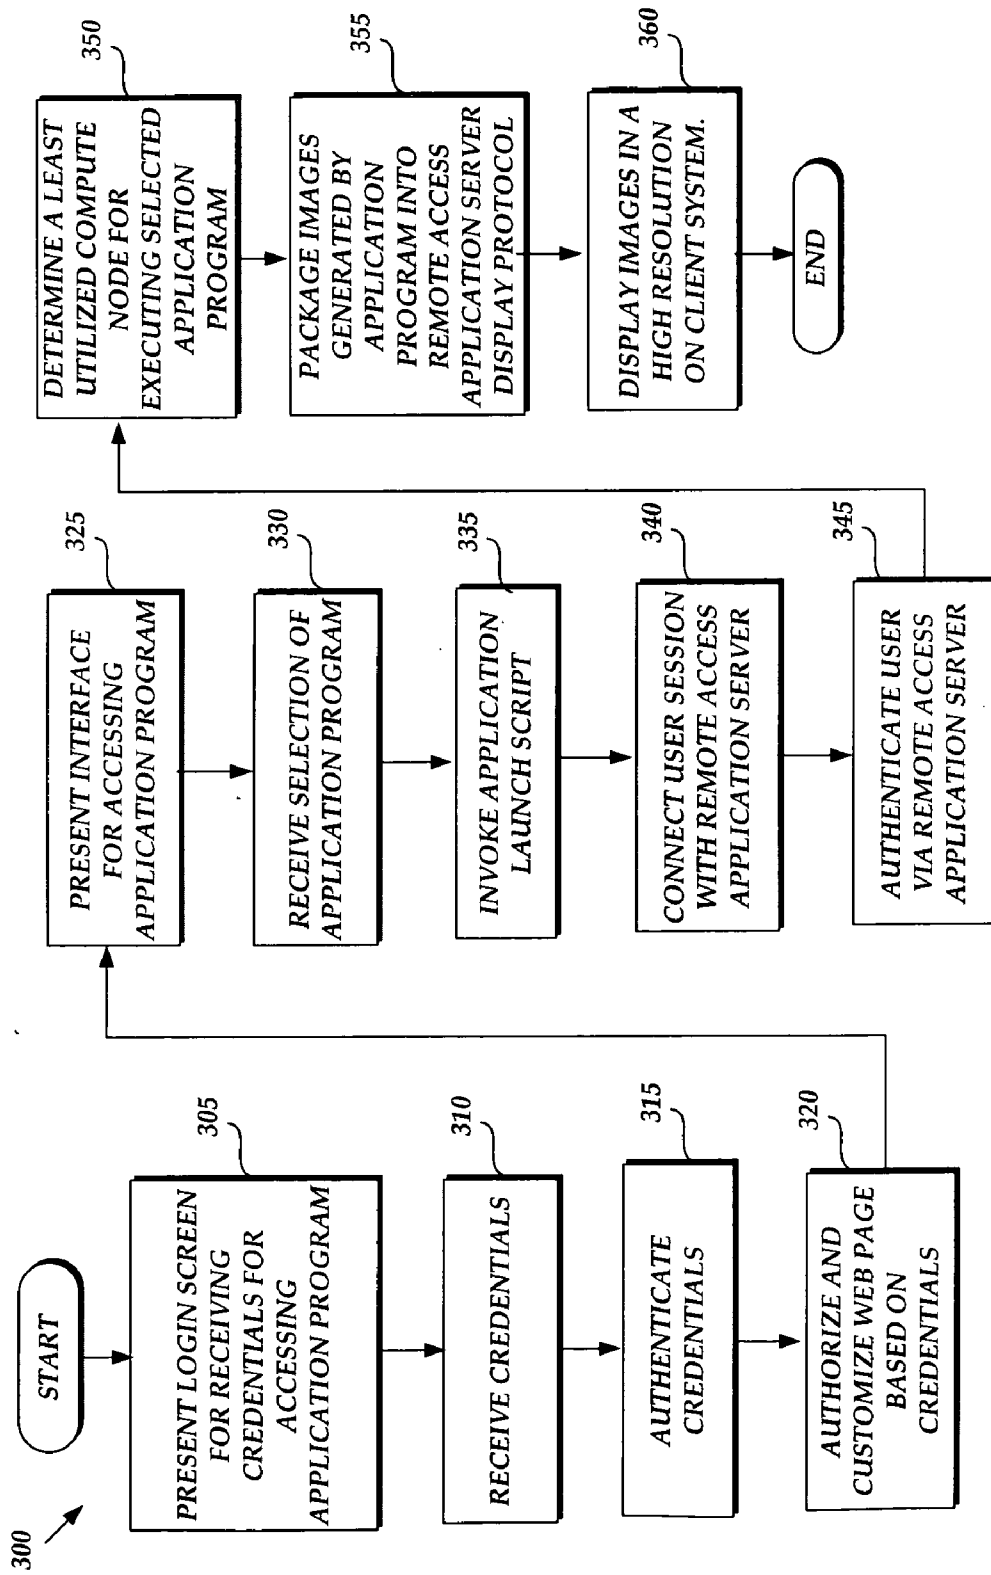 300
START
305
PRESENT LOGIN SCREEN
FOR RECEIVING
CREDENTIALS FOR
ACCESSING
APPLICATION PROGRAM
310
RECEIVE CREDENTIALS
315
AUTHENTICATE
CREDENTIALS
320
AUTHORIZE AND
CUSTOMIZE WEB PAGE
BASED ON
CREDENTIALS
325
PRESENT INTERFACE
FOR ACCESSING
APPLICATION PROGRAM
330
RECEIVE SELECTION OF
APPLICATION PROGRAM
335
INVOKE APPLICATION
LAUNCH SCRIPT
340
CONNECT USER SESSION
WITH REMOTE ACCESS
APPLICATION SERVER
345
AUTHENTICATE USER
VIA REMOTE ACCESS
APPLICATION SERVER
350
DETERMINE A LEAST
UTILIZED COMPUTE
NODE FOR
EXECUTING SELECTED
APPLICATION
PROGRAM
355
PACKAGE IMAGES
GENERATED BY
APPLICATION
PROGRAM INTO
REMOTE ACCESS
APPLICATION SERVER
DISPLAY PROTOCOL
360
DISPLAY IMAGES IN A
HIGH RESOLUTION
ON CLIENT SYSTEM.
END